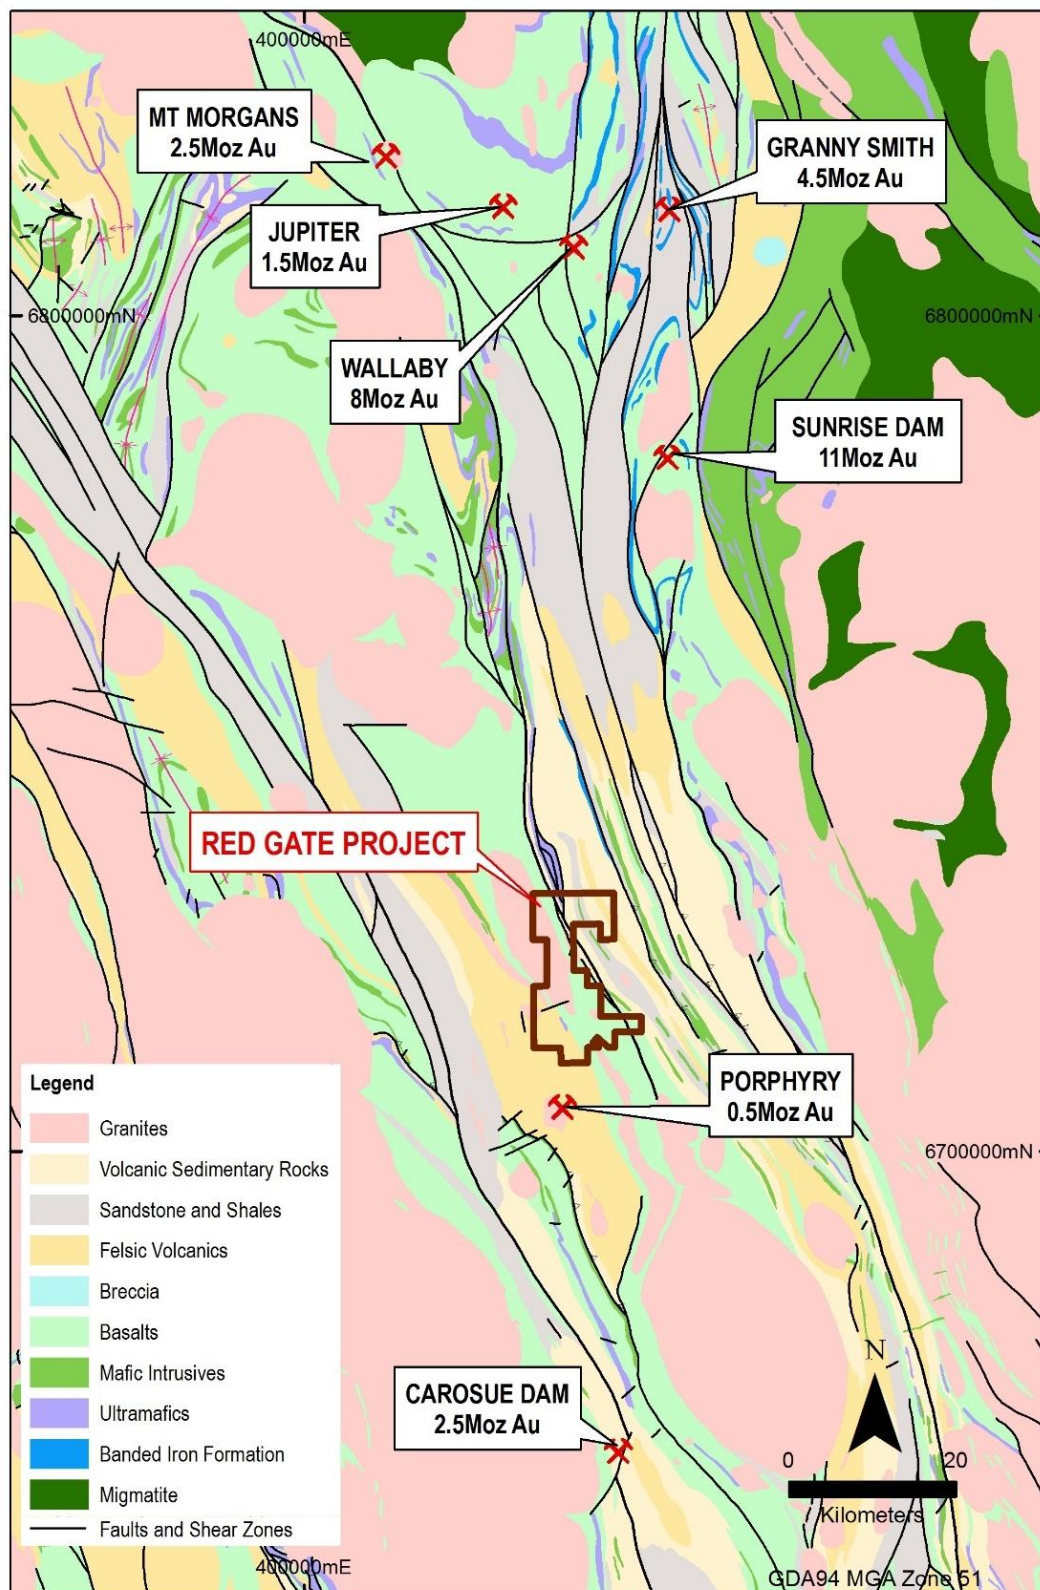 400000mE
MT MORGANS
2.5Moz Au
GRANNY SMITH
4.5Moz Au
JUPITER
1.5Moz Au
6800000mN
6800000mN
WALLABY
8Moz Au
SUNRISE DAM
11Moz Au
RED GATE PROJECT
PORPHYRY
0.5Moz Au
6700000mN
Legend
Granites
Volcanic Sedimentary Rocks
Sandstone and Shales
Felsic Volcanics
Breccia
Basalts
Mafic Intrusives
Ultramafics
Banded Iron Formation
Migmatite
Faults and Shear Zones
CAROSUE DAM
2.5Moz Au
N
0 20
Kilometers
400000mE
GDA94 MGA Zone 51